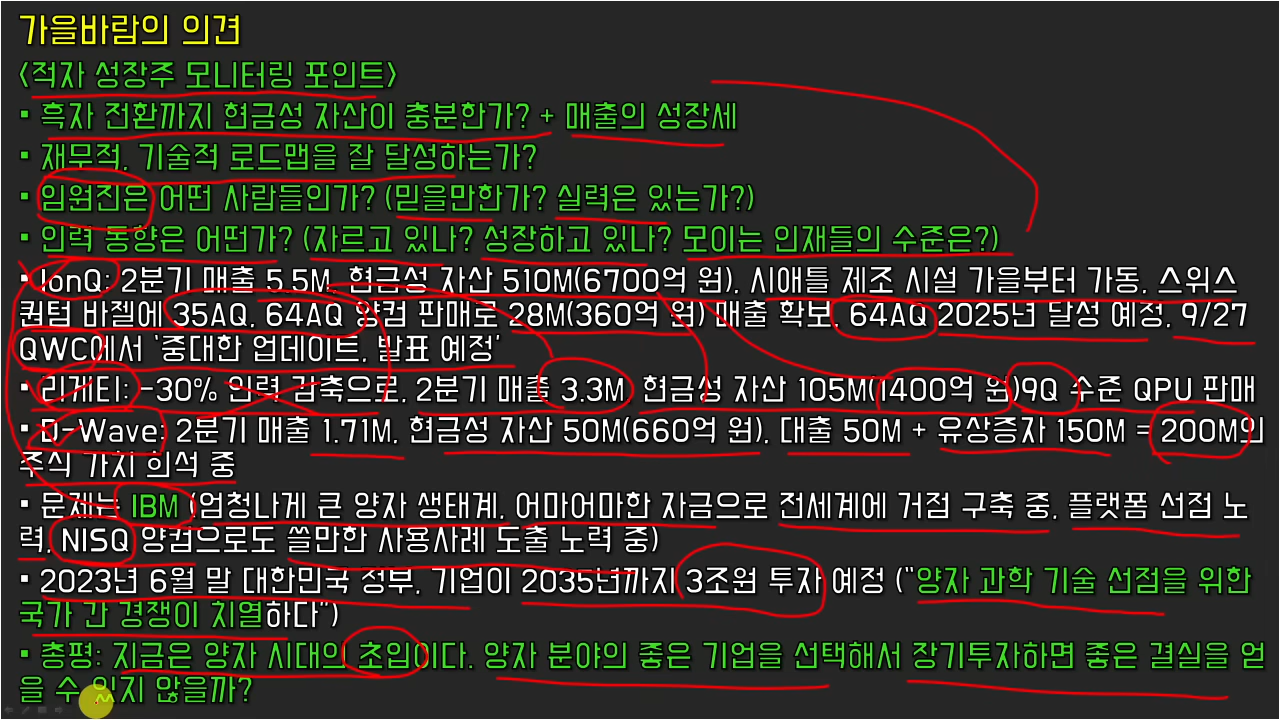 가을바람의 의견
<적자 성장주 모니터링 포인트>
▪ 흑자 전환까지 현금성 자산이 충분한가? + 매출의 성장세
▪ 재무적, 기술적 로드맵을 잘 달성하는가?
▪ 임원진은 어떤 사람들인가? (믿을만한가? 실력은 있는가?)
▪ 인력 동향은 어떤가? (자르고 있나? 성장하고 있나? 모이는 인재들의 수준은?)
▪ IonQ: 2분기 매출 5.5M, 현금성 자산 510M(6700억 원), 시애틀 제조 시설 가을부터 가동, 스위스
퀀텀 바젤에 35AQ, 64AQ 양컴 판매로 28M(360억 원) 매출 확보, 64AQ 2025년 달성 예정, 9/27
QWC에서 '중대한 업데이트, 발표 예정'
▪ 리게티: -30% 인력 감축으로, 2분기 매출 3.3M, 현금성 자산 105M(1400억 원)9Q 수준 QPU 판매
▪ D-Wave: 2분기 매출 1.71M, 현금성 자산 50M(660억 원), 대출 50M + 유상증자 150M = 200M의
주식 가치 희석 중
▪ 문제는 IBM (엄청나게 큰 양자 생태계, 어마어마한 자금으로 전세계에 거점 구축 중, 플랫폼 선점 노
력, NISQ 양컴으로도 쓸만한 사용사례 도출 노력 중)
▪ 2023년 6월 말 대한민국 정부, 기업이 2035년까지 3조원 투자 예정 ("양자 과학 기술 선점을 위한
국가 간 경쟁이 치열하다")
▪ 총평: 지금은 양자 시대의 초입이다. 양자 분야의 좋은 기업을 선택해서 장기투자하면 좋은 결실을 얻
을 수 있지 않을까?